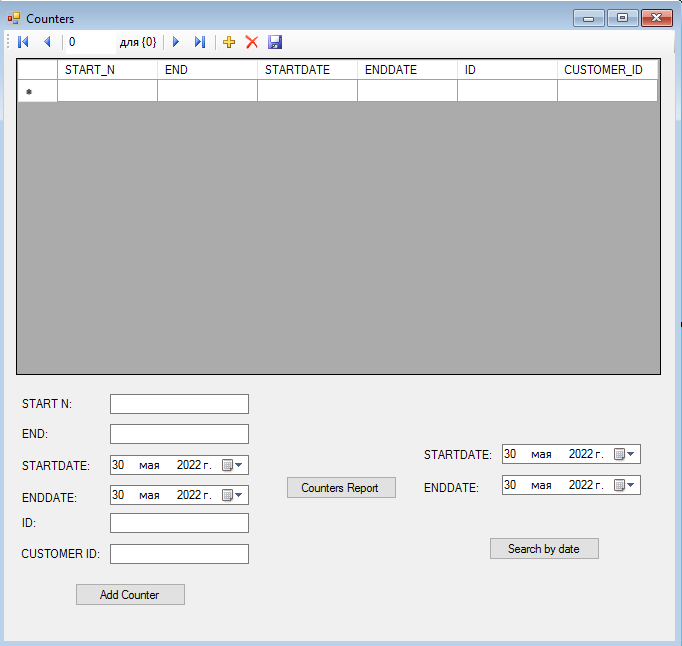 Counters
0 для {0}
START_N END STARTDATE ENDDATE ID CUSTOMER_ID
START N:
END:
STARTDATE: 30 мая 2022 г.
ENDDATE: 30 мая 2022 г.
ID:
CUSTOMER ID:
Add Counter
Counters Report
STARTDATE: 30 мая 2022 г.
ENDDATE: 30 мая 2022 г.
Search by date